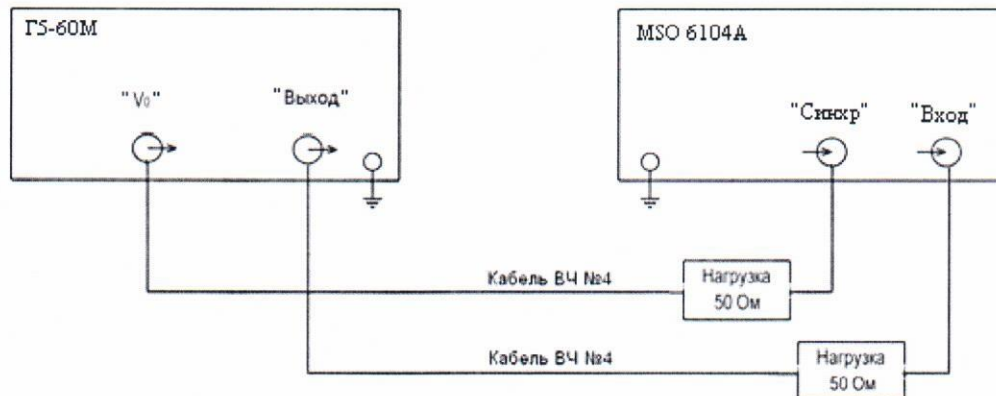 Г5-60М
MSO 6104A
"V₀"
"Выход"
"Синхр"
"Вход"
Кабель ВЧ №4
Нагрузка
50 Ом
Кабель ВЧ №4
Нагрузка
50 Ом